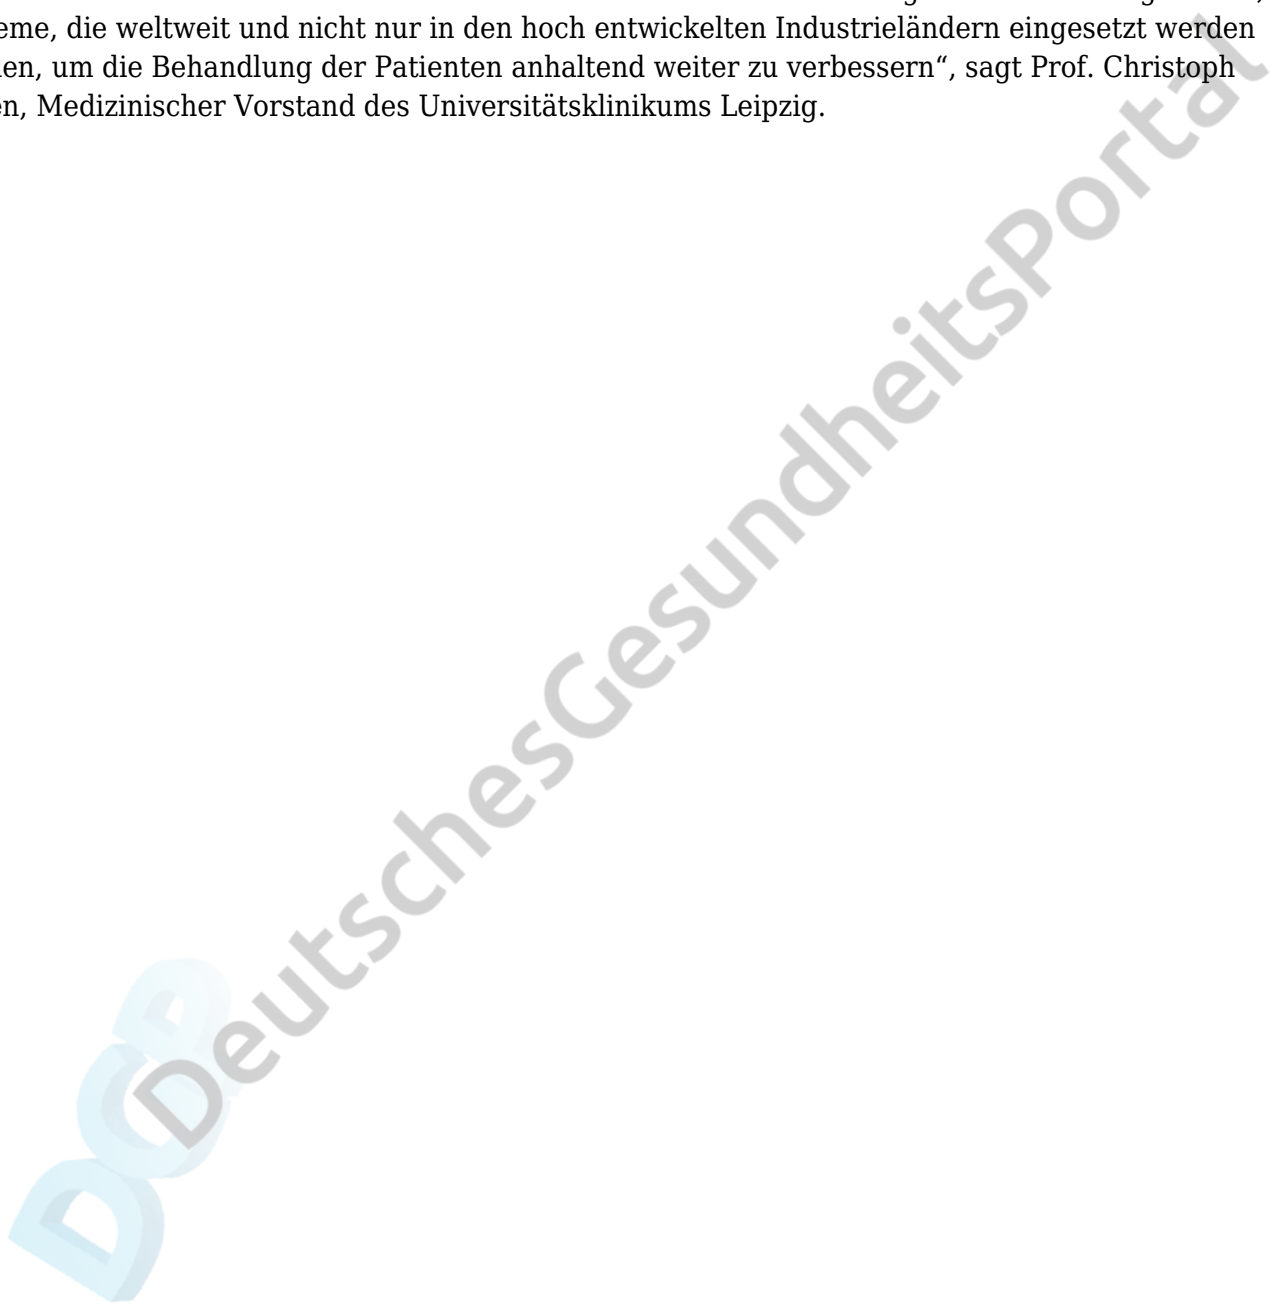 eme, die weltweit und nicht nur in den hoch entwickelten Industrieländern eingesetzt werden
en, um die Behandlung der Patienten anhaltend weiter zu verbessern“, sagt Prof. Christoph
n, Medizinischer Vorstand des Universitätsklinikums Leipzig.
DeutschesGesundheitsPortal
DGP